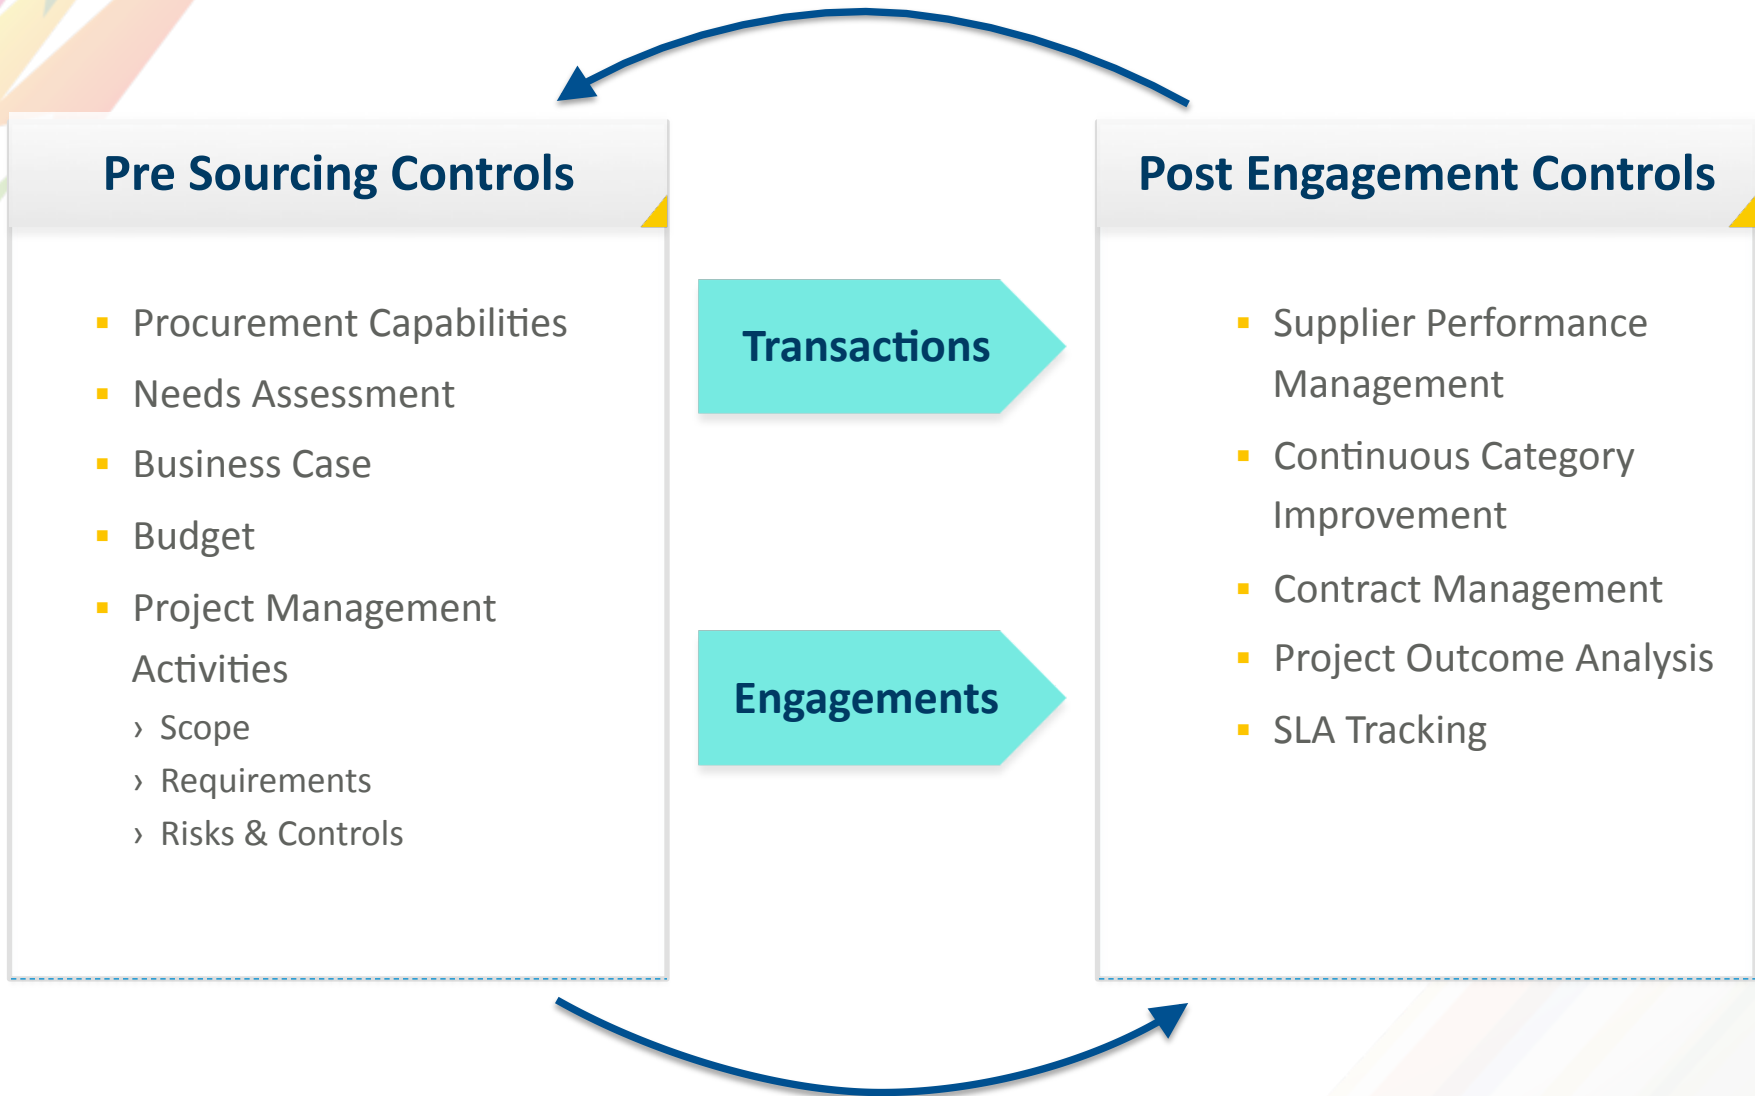 Pre Sourcing Controls
▪ Procurement Capabilities
▪ Needs Assessment
▪ Business Case
▪ Budget
▪ Project Management
Activities
› Scope
› Requirements
› Risks & Controls
Transactions
Engagements
Post Engagement Controls
▪ Supplier Performance
Management
▪ Continuous Category
Improvement
▪ Contract Management
▪ Project Outcome Analysis
▪ SLA Tracking